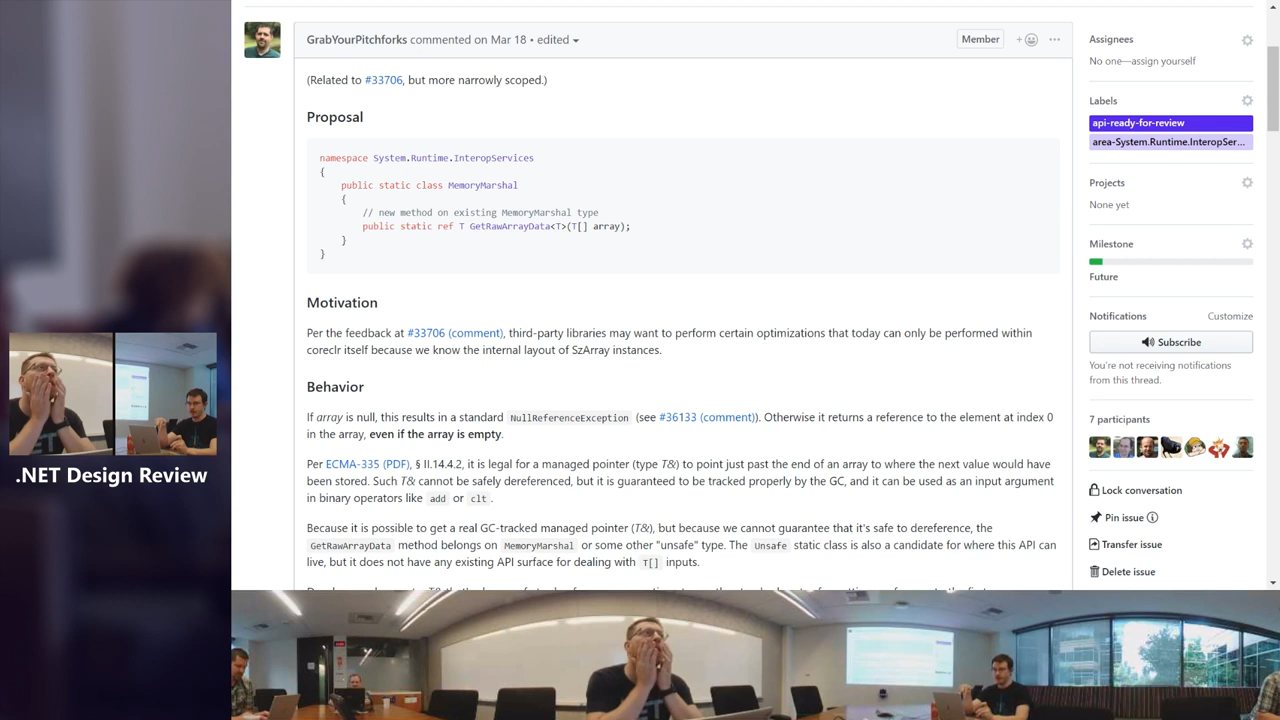 GrabYourPitchforks commented on Mar 18 • edited
Member
(Related to #33706, but more narrowly scoped.)
Proposal
namespace System.Runtime.InteropServices
{
public static class MemoryMarshal
{
// new method on existing MemoryMarshal type
public static ref T GetRawArrayData<T>(T[] array);
}
}
Motivation
Per the feedback at #33706 (comment), third-party libraries may want to perform certain optimizations that today can only be performed within
coreclr itself because we know the internal layout of SzArray instances.
Behavior
If array is null, this results in a standard NullReferenceException (see #36133 (comment)). Otherwise it returns a reference to the element at index 0
in the array, even if the array is empty.
Per ECMA-335 (PDF), § II.14.4.2, it is legal for a managed pointer (type T&) to point just past the end of an array to where the next value would have
been stored. Such T& cannot be safely dereferenced, but it is guaranteed to be tracked properly by the GC, and it can be used as an input argument
in binary operators like add or clt .
Because it is possible to get a real GC-tracked managed pointer (T&), but because we cannot guarantee that it's safe to dereference, the
GetRawArrayData method belongs on MemoryMarshal or some other "unsafe" type. The Unsafe static class is also a candidate for where this API can
live, but it does not have any existing API surface for dealing with T[] inputs.
Assignees
No one—assign yourself
Labels
api-ready-for-review
area-System.Runtime.InteropSer...
Projects
None yet
Milestone
Future
Notifications
Customize
Subscribe
You're not receiving notifications
from this thread.
7 participants
Lock conversation
Pin issue
Transfer issue
Delete issue
.NET Design Review